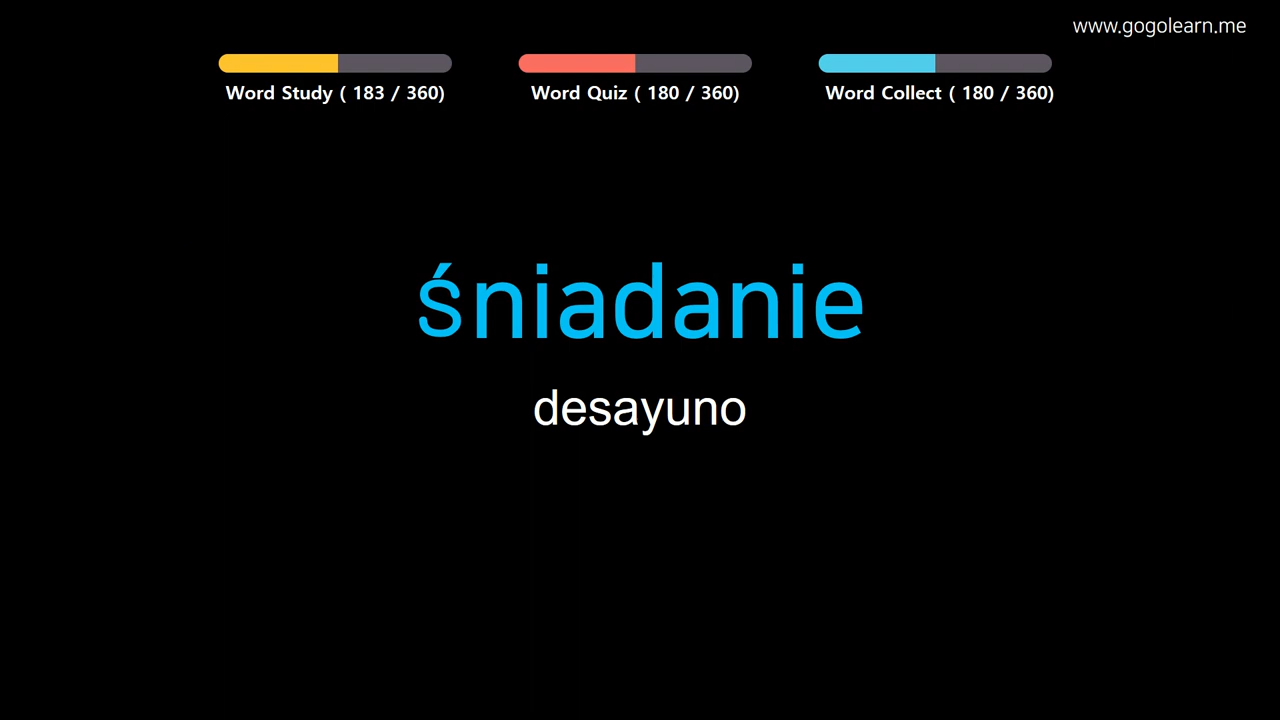 www.gogolearn.me
Word Study ( 183 / 360)
Word Quiz ( 180 / 360)
Word Collect ( 180 / 360)
śniadanie
desayuno